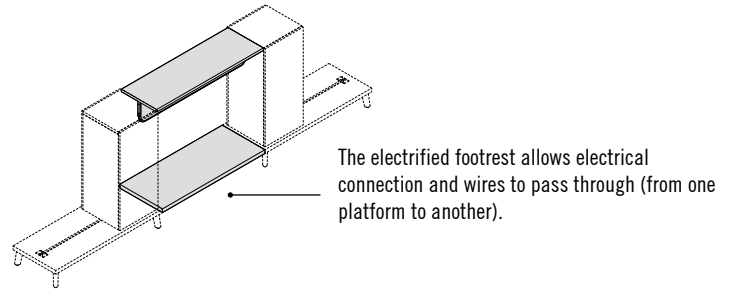 The electrified footrest allows electrical
connection and wires to pass through (from one
platform to another).